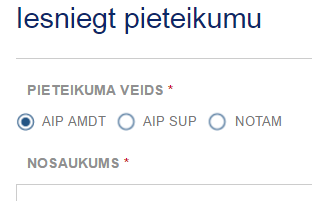 Iesniegt pieteikumu
PIETEIKUMA VEIDS *
AIP AMDT AIP SUP NOTAM
NOSAUKUMS *